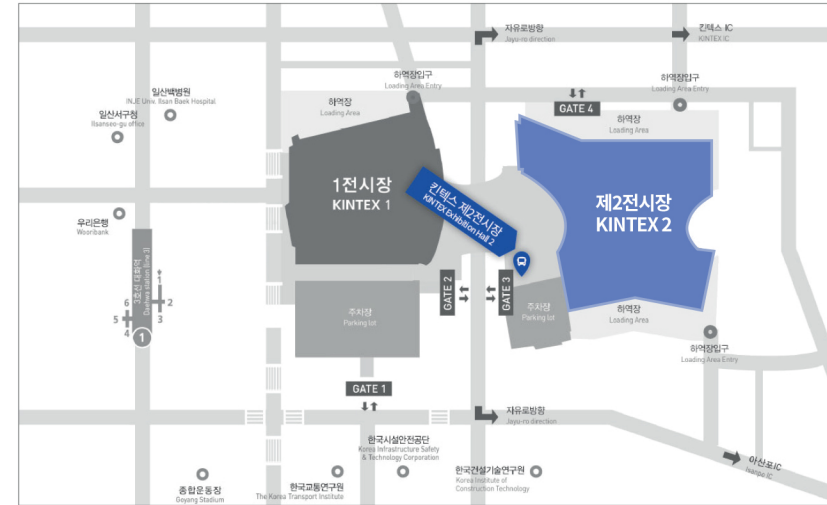 자유로방향
Jayu-ro direction
킨텍스 IC
KINTEX IC
일산백병원
INJE Univ. Ilsan Baek Hospital
일산서구청
Ilsanseo-gu office
하역장입구
Loading Area Entry
하역장
Loading Area
GATE 4
하역장입구
Loading Area Entry
하역장
Loading Area
1전시장
KINTEX 1
킨텍스 제2전시장
KINTEX Exhibition Hall 2
제2전시장
KINTEX 2
우리은행
Wooribank
3호선 대화역
Daehwa station (line 3)
1
2
3
4
5
6
1
GATE 2
GATE 3
주차장
Parking lot
주차장
Parking lot
하역장
Loading Area
하역장입구
Loading Area Entry
GATE 1
자유로방향
Jayu-ro direction
한국시설안전공단
Korea Infrastructure Safety
& Technology Corporation
이산포IC
Isanpo IC
종합운동장
Goyang Stadium
한국교통연구원
The Korea Transport Institute
한국건설기술연구원
Korea Institute of
Construction Technology